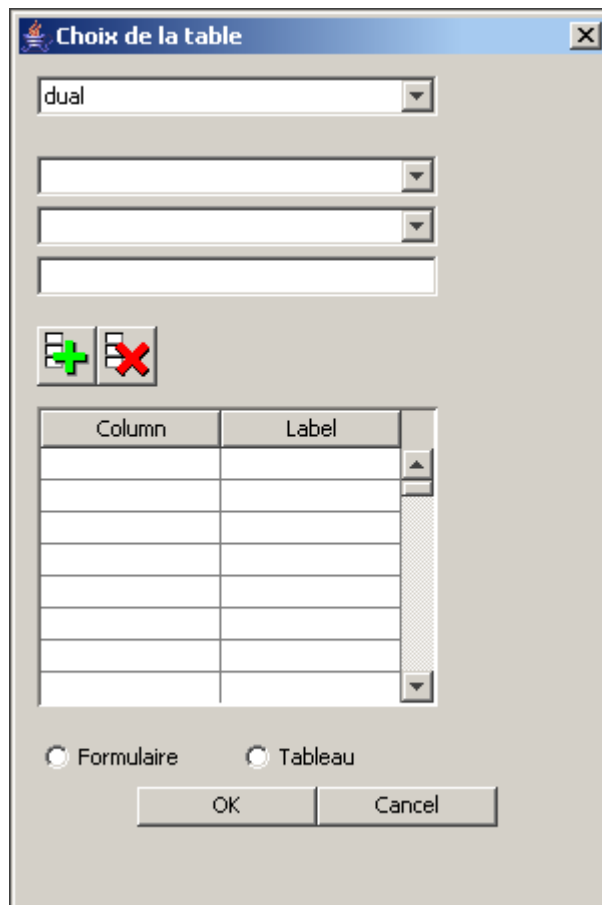 Choix de la table
dual
Column Label
Formulaire Tableau
OK Cancel